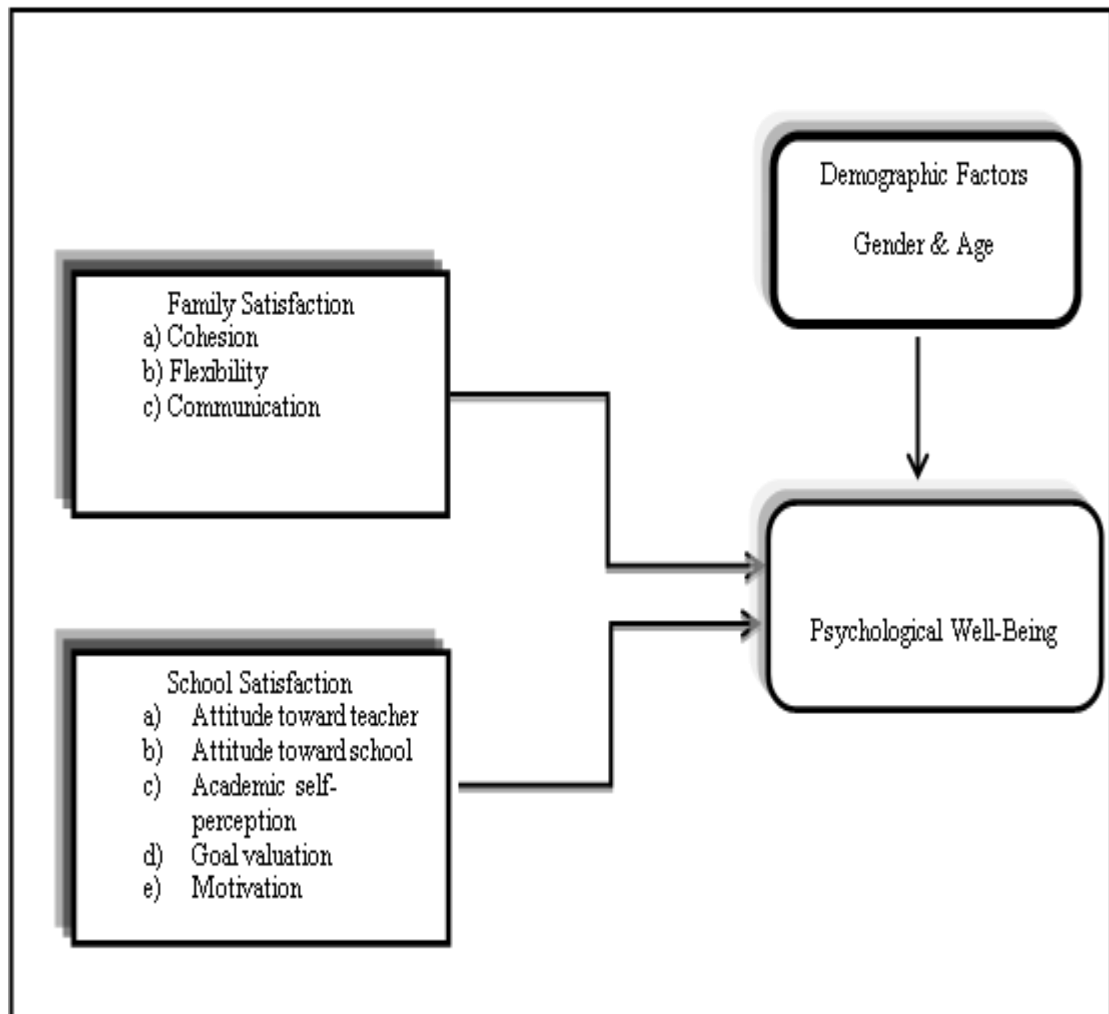 Demographic Factors
Gender & Age
Family Satisfaction
a) Cohesion
b) Flexibility
c) Communication
Psychological Well-Being
School Satisfaction
a) Attitude toward teacher
b) Attitude toward school
c) Academic self-
perception
d) Goal valuation
e) Motivation